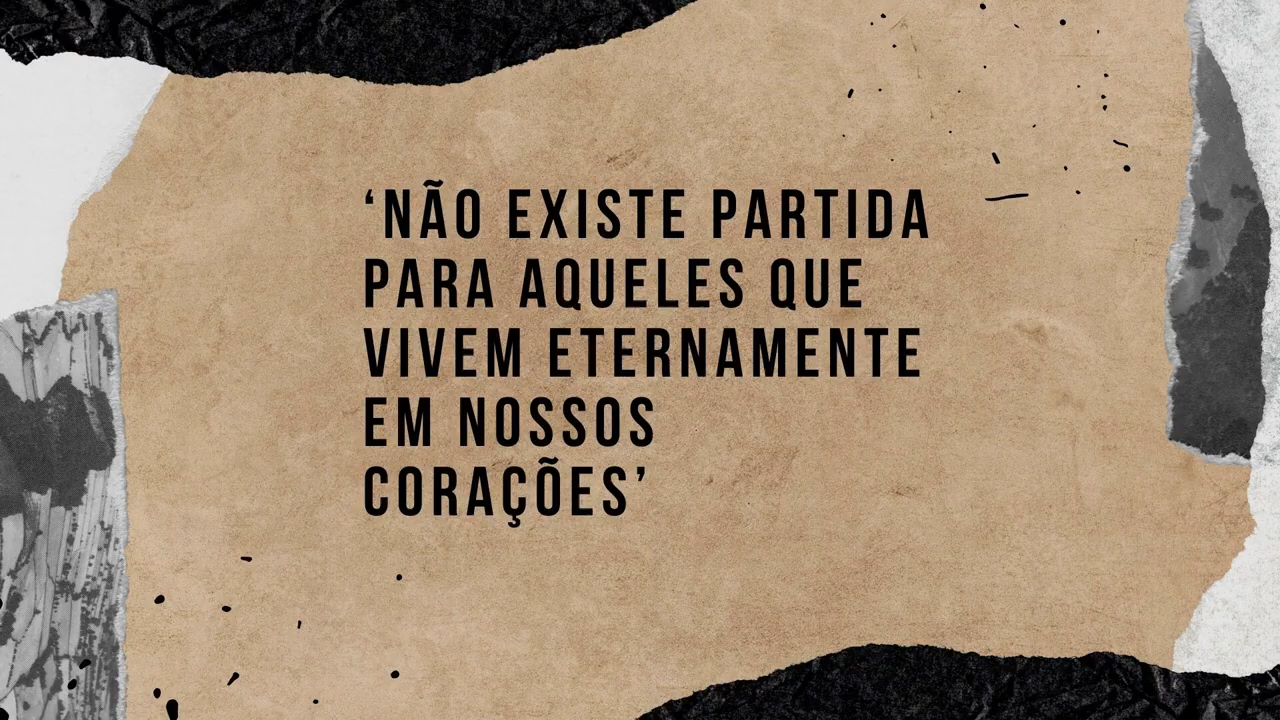 ‘NÃO EXISTE PARTIDA
PARA AQUELES QUE
VIVEM ETERNAMENTE
EM NOSSOS
CORAÇÕES’